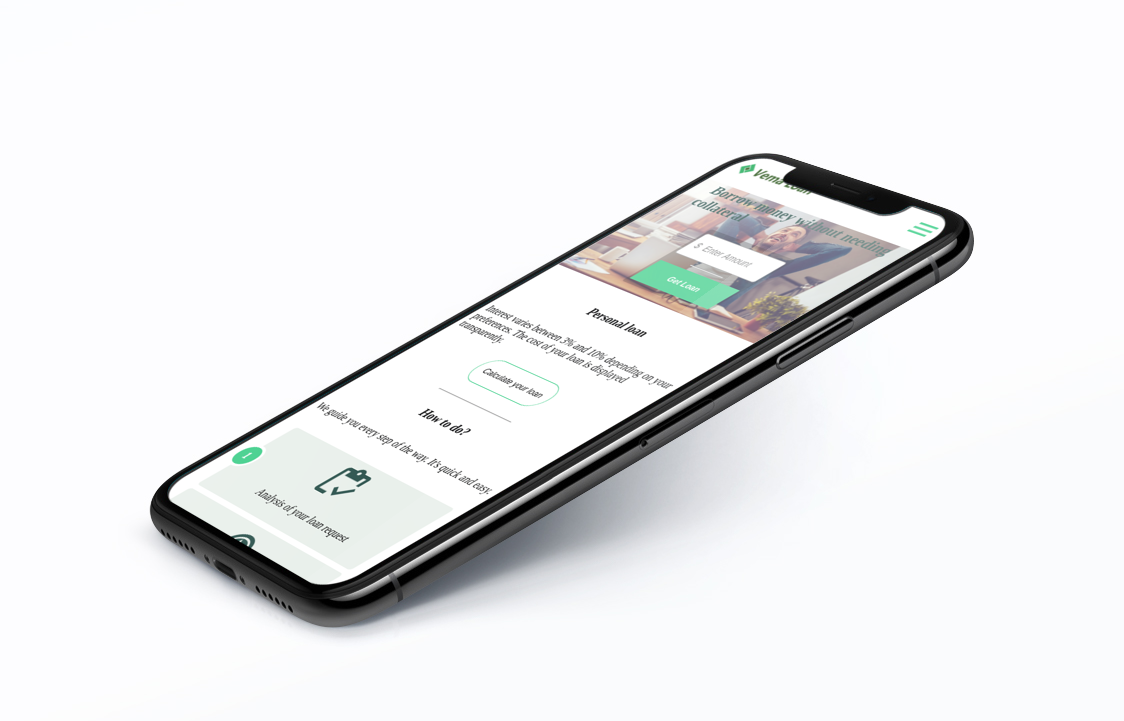 Vema Loan
Borrow money without needing
collateral
$ Enter Amount
Get Loan
Personal loan
Interest varies between 3% and 10% depending on your
preferences. The cost of your loan is displayed
transparently.
Calculate your loan
How to do?
We guide you every step of the way. It's quick and easy.
1
Analysis of your loan request